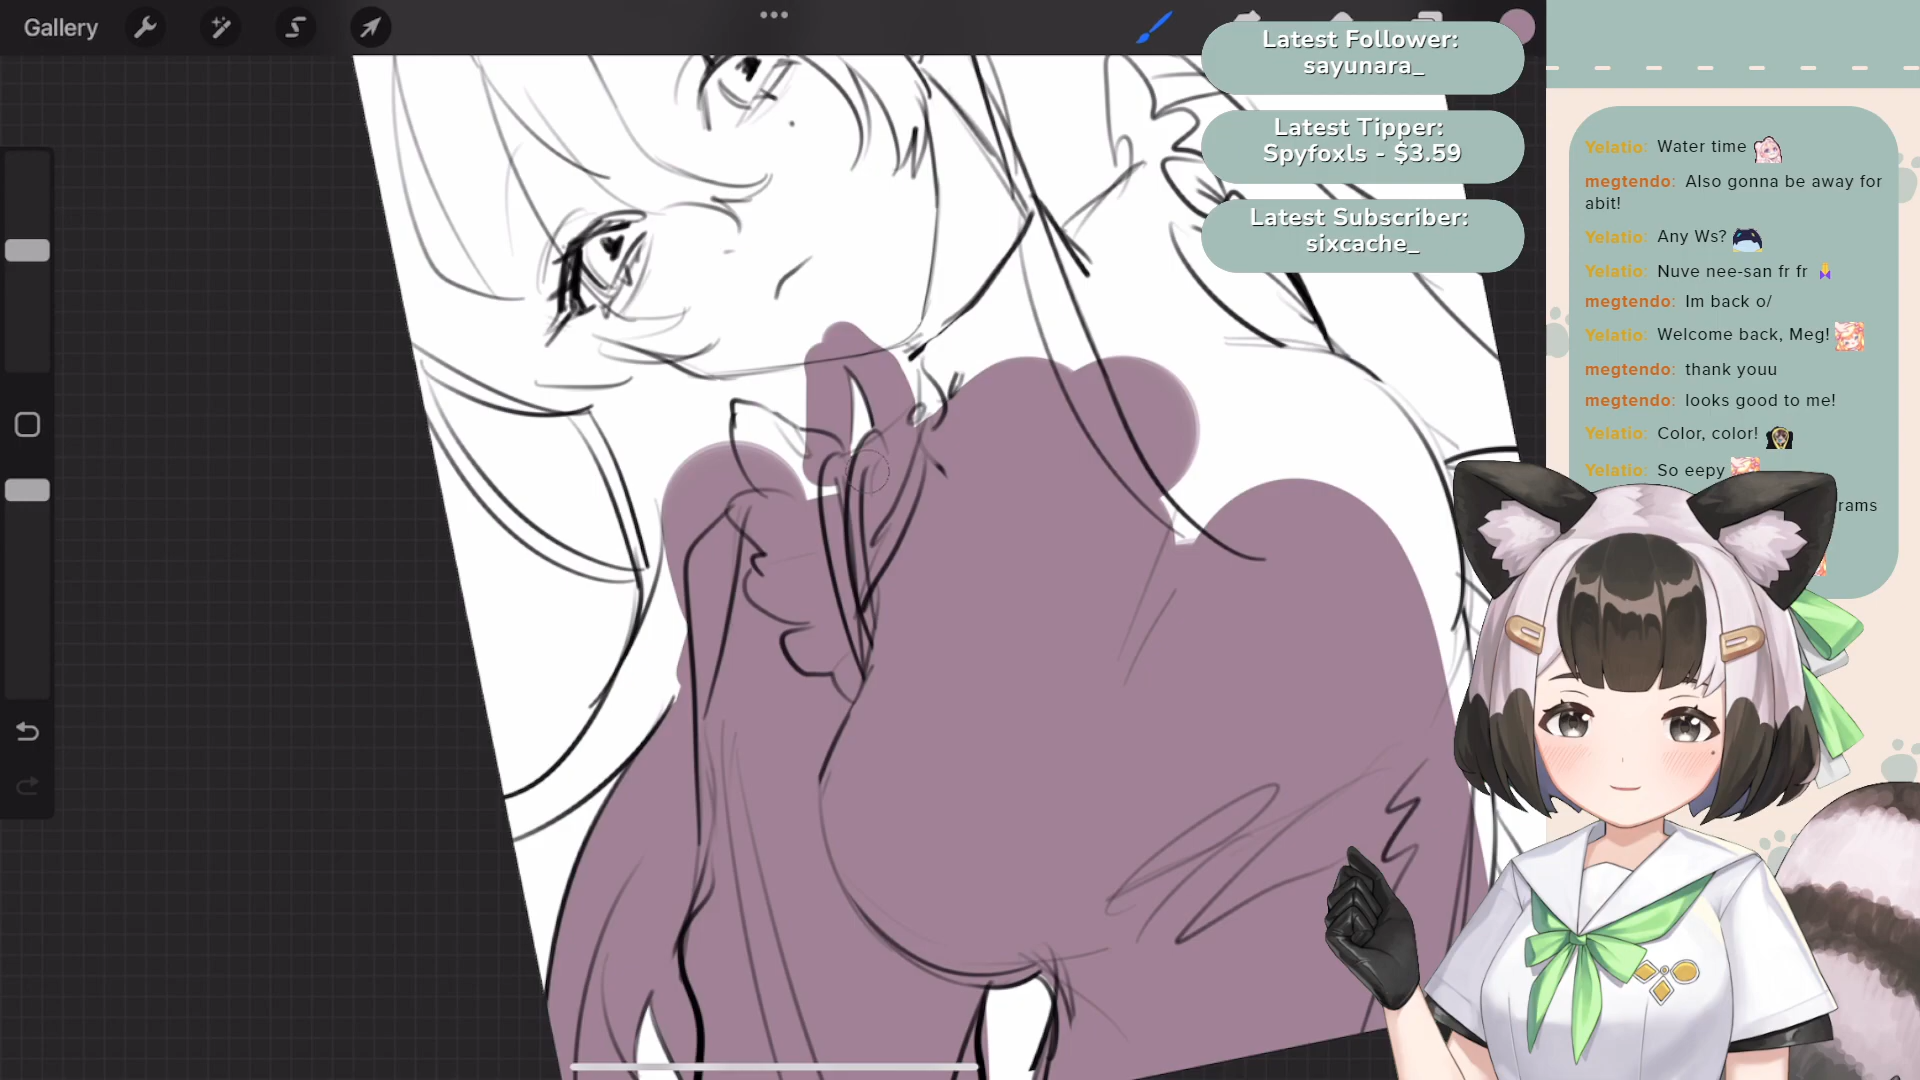 Gallery
Latest Follower:
sayunara_
Latest Tipper:
Spyfoxls - $3.59
Latest Subscriber:
sixcache_
Yelatio: Water time
megtendo: Also gonna be away for
abit!
Yelatio: Any Ws?
Yelatio: Nuve nee-san fr fr
megtendo: Im back o/
Yelatio: Welcome back, Meg!
megtendo: thank youu
megtendo: looks good to me!
Yelatio: Color, color!
Yelatio: So eepy